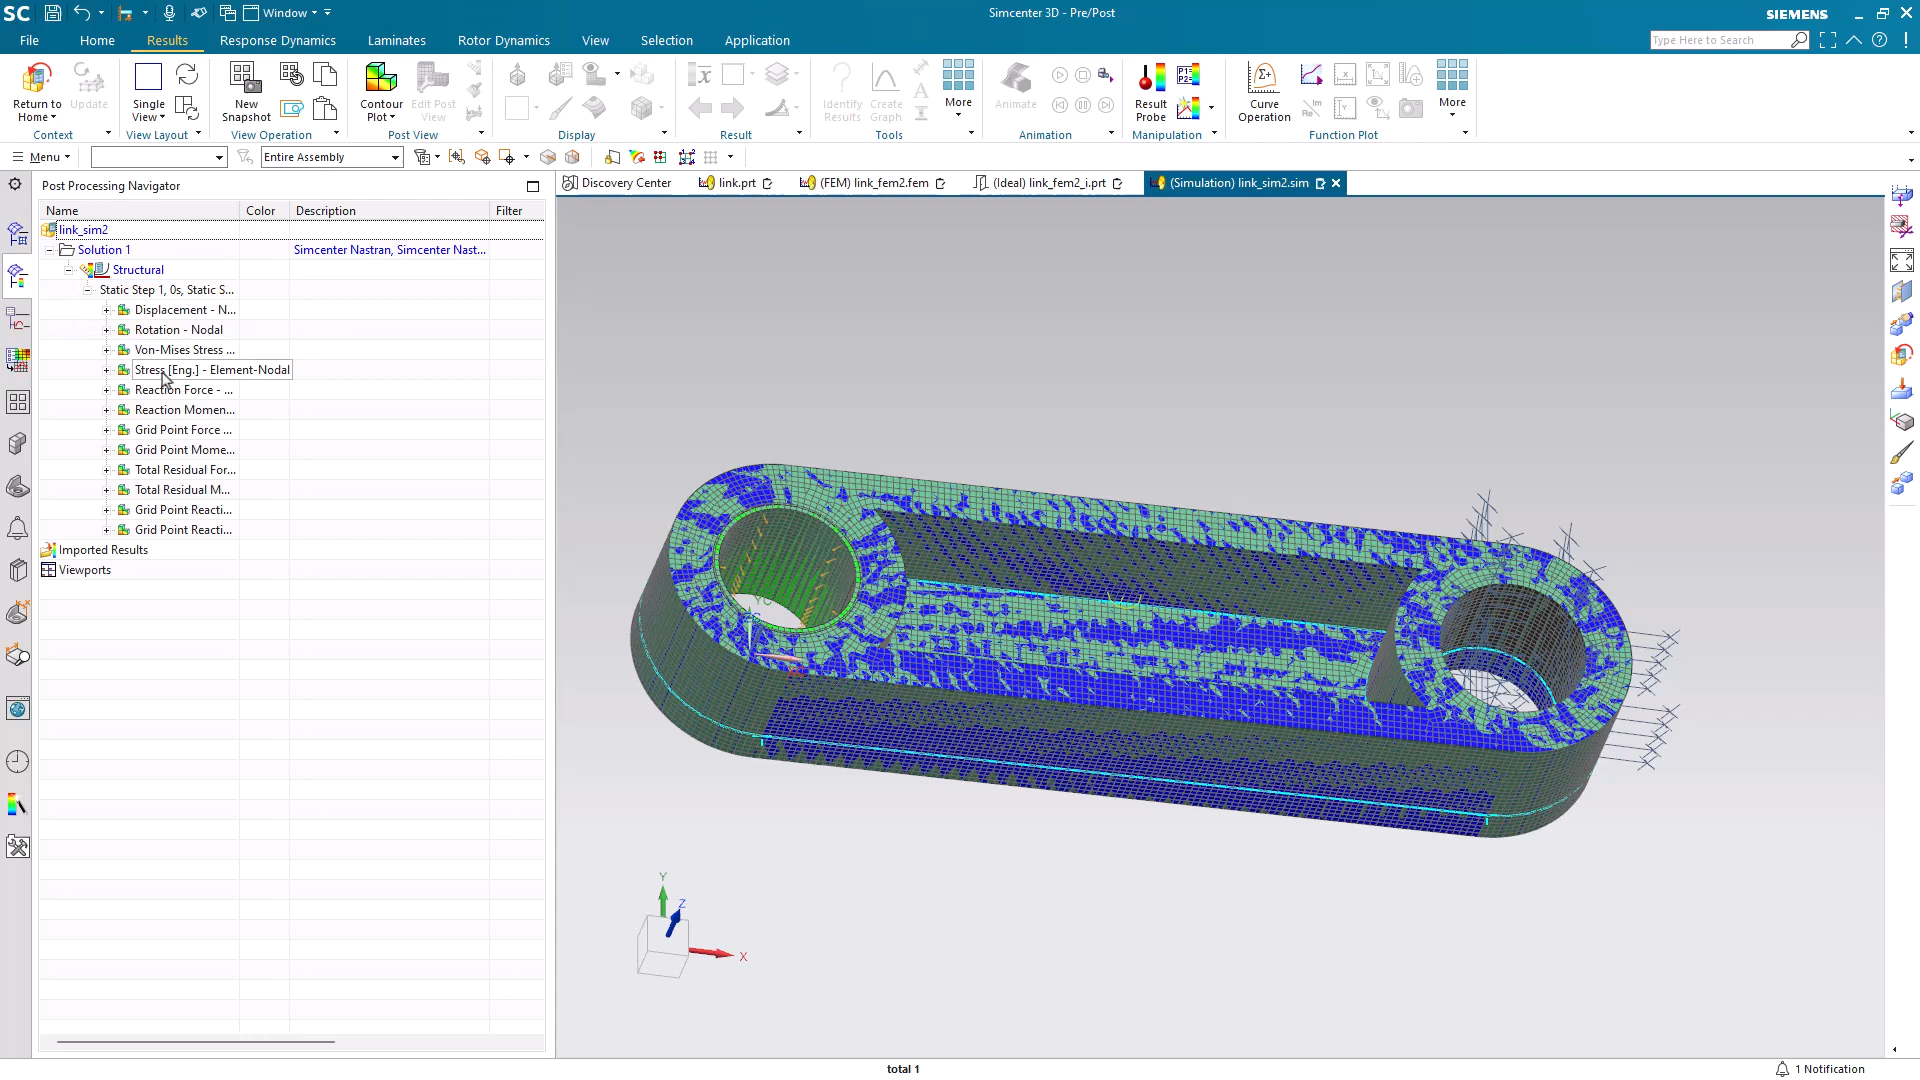 SC
Window
Simcenter 3D - Pre/Post
SIEMENS
File
Home
Results
Response Dynamics
Laminates
Rotor Dynamics
View
Selection
Application
Type Here to Search
Return to Home
Update
Context
Single View
View Layout
New Snapshot
View Operation
Contour Plot
Edit Post View
Post View
Display
Result
Identify Results
Create Graph
More
Tools
Animate
Animation
Result Probe
Manipulation
Curve Operation
More
Function Plot
Menu
Entire Assembly
Post Processing Navigator
Discovery Center
link.prt
(FEM) link_fem2.fem
(Ideal) link_fem2_i.prt
(Simulation) link_sim2.sim
Name
Color
Description
Filter
link_sim2
Solution 1
Simcenter Nastran, Simcenter Nast...
Structural
Static Step 1, 0s, Static S...
Displacement - N...
Rotation - Nodal
Von-Mises Stress ...
Stress [Eng.] - Element-Nodal
Reaction Force - ...
Reaction Momen...
Grid Point Force ...
Grid Point Mome...
Total Residual For...
Total Residual M...
Grid Point Reacti...
Grid Point Reacti...
Imported Results
Viewports
YC
Y
Z
X
total 1
1 Notification